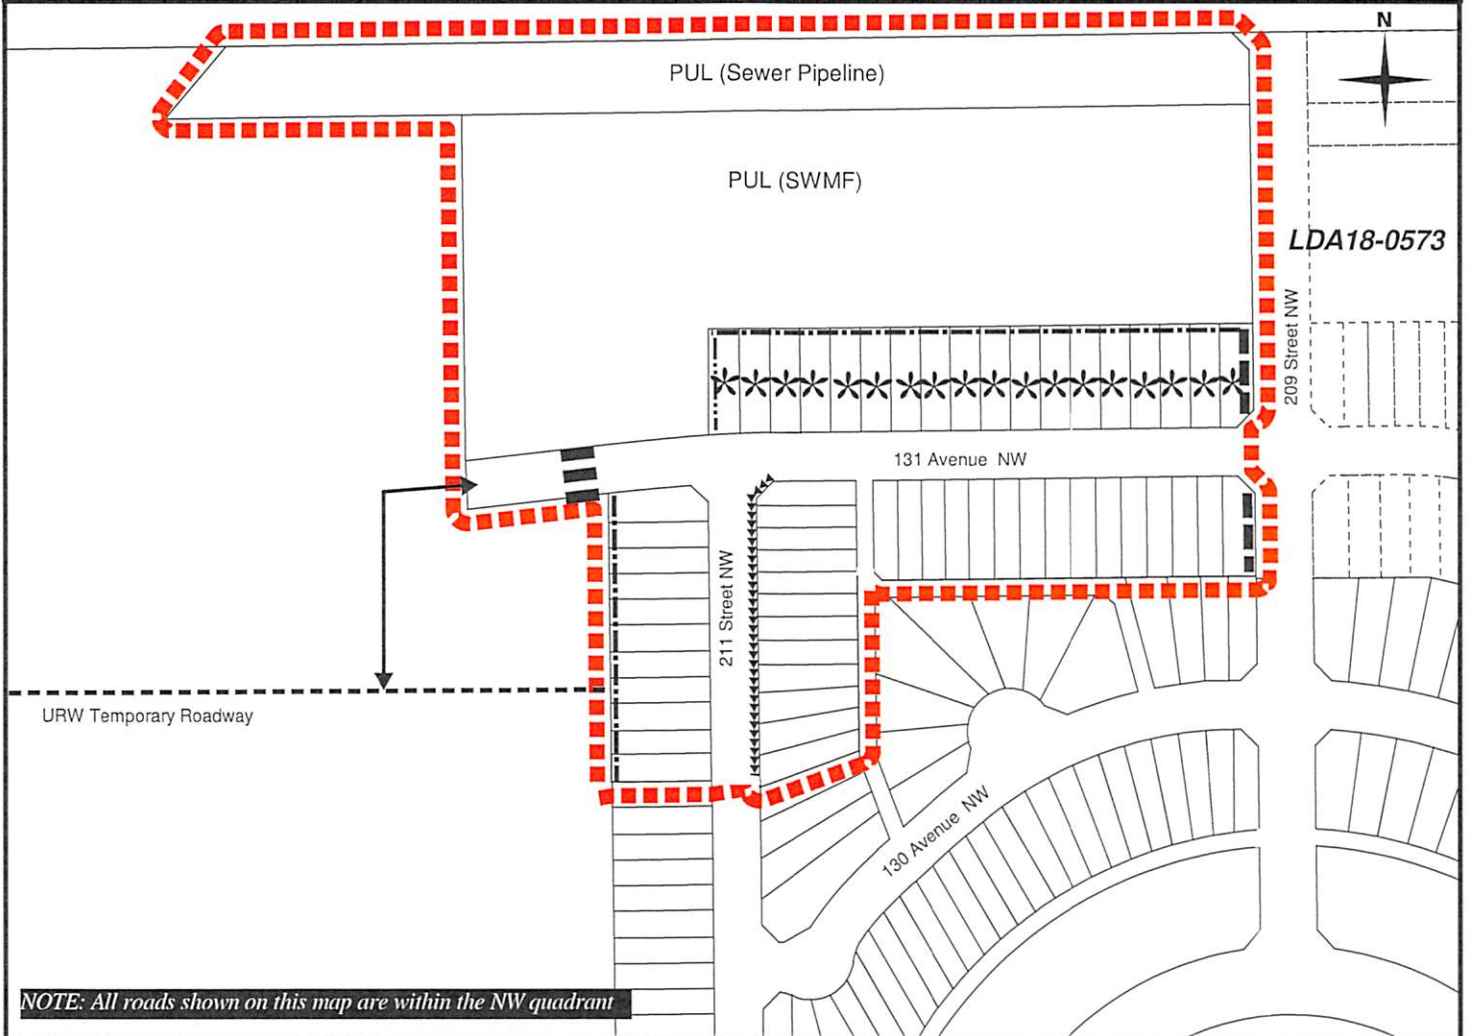 N
PUL (Sewer Pipeline)
PUL (SWMF)
LDA18-0573
209 Street NW
131 Avenue NW
211 Street NW
URW Temporary Roadway
130 Avenue NW
NOTE: All roads shown on this map are within the NW quadrant